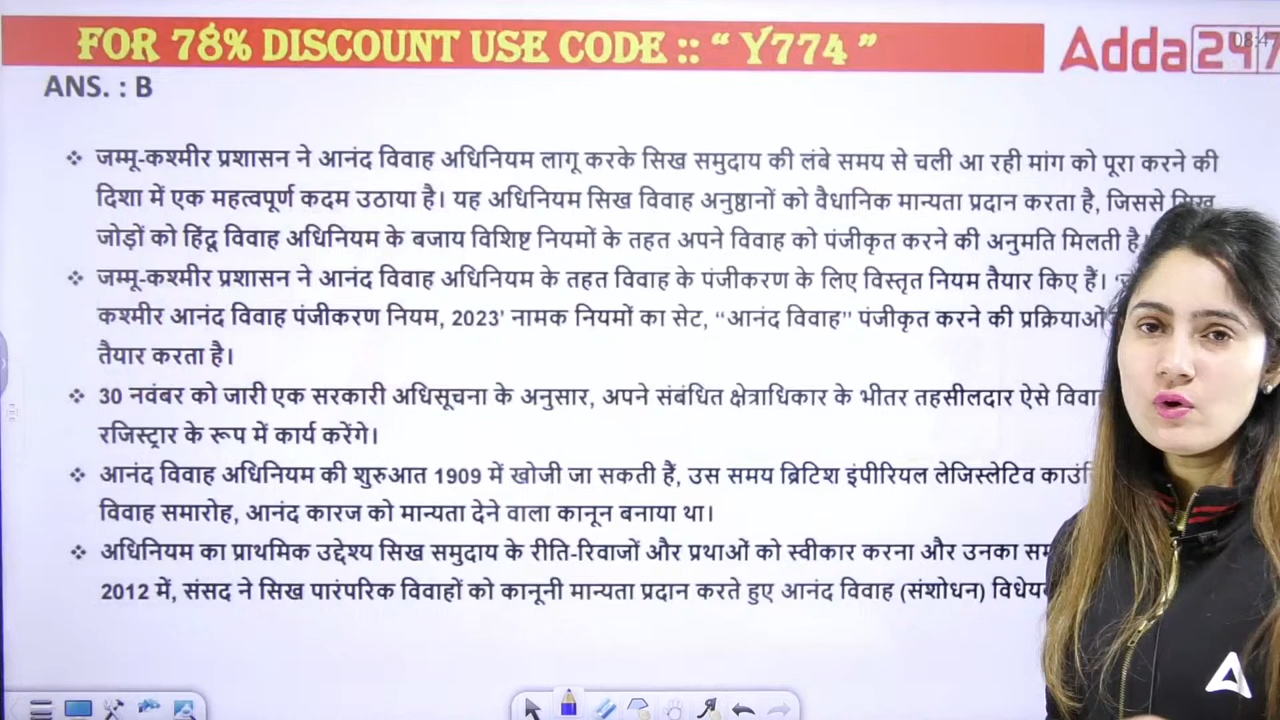 FOR 78% DISCOUNT USE CODE :: “ Y774 ”
Adda247
08:47
ANS. : B
❖ जम्मू-कश्मीर प्रशासन ने आनंद विवाह अधिनियम लागू करके सिख समुदाय की लंबे समय से चली आ रही मांग को पूरा करने की
दिशा में एक महत्वपूर्ण कदम उठाया है। यह अधिनियम सिख विवाह अनुष्ठानों को वैधानिक मान्यता प्रदान करता है, जिससे सिख
जोड़ों को हिंदू विवाह अधिनियम के बजाय विशिष्ट नियमों के तहत अपने विवाह को पंजीकृत करने की अनुमति मिलती है
❖ जम्मू-कश्मीर प्रशासन ने आनंद विवाह अधिनियम के तहत विवाह के पंजीकरण के लिए विस्तृत नियम तैयार किए हैं।
कश्मीर आनंद विवाह पंजीकरण नियम, 2023’ नामक नियमों का सेट, “आनंद विवाह” पंजीकृत करने की प्रक्रियाओं
तैयार करता है।
❖ 30 नवंबर को जारी एक सरकारी अधिसूचना के अनुसार, अपने संबंधित क्षेत्राधिकार के भीतर तहसीलदार ऐसे
रजिस्ट्रार के रूप में कार्य करेंगे।
❖ आनंद विवाह अधिनियम की शुरुआत 1909 में खोजी जा सकती है, उस समय ब्रिटिश इंपीरियल लेजिस्लेटिव
विवाह समारोह, आनंद कारज को मान्यता देने वाला कानून बनाया था।
❖ अधिनियम का प्राथमिक उद्देश्य सिख समुदाय के रीति-रिवाजों और प्रथाओं को स्वीकार करना और उनका
2012 में, संसद ने सिख पारंपरिक विवाहों को कानूनी मान्यता प्रदान करते हुए आनंद विवाह (संशोधन)